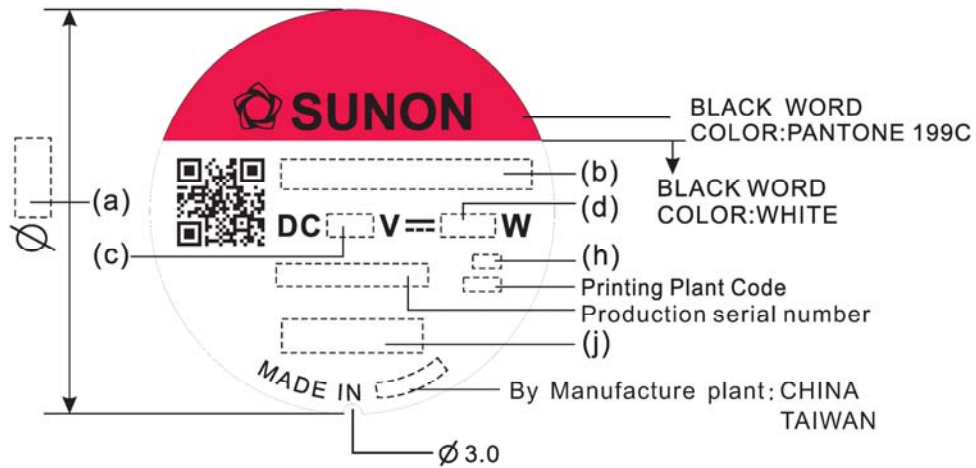 SUNON
BLACK WORD
COLOR:PANTONE 199C
BLACK WORD
COLOR:WHITE
(a)
Ø
(b)
(d)
DC V W
(c)
(h)
Printing Plant Code
Production serial number
(j)
MADE IN
By Manufacture plant: CHINA
TAIWAN
Ø 3.0